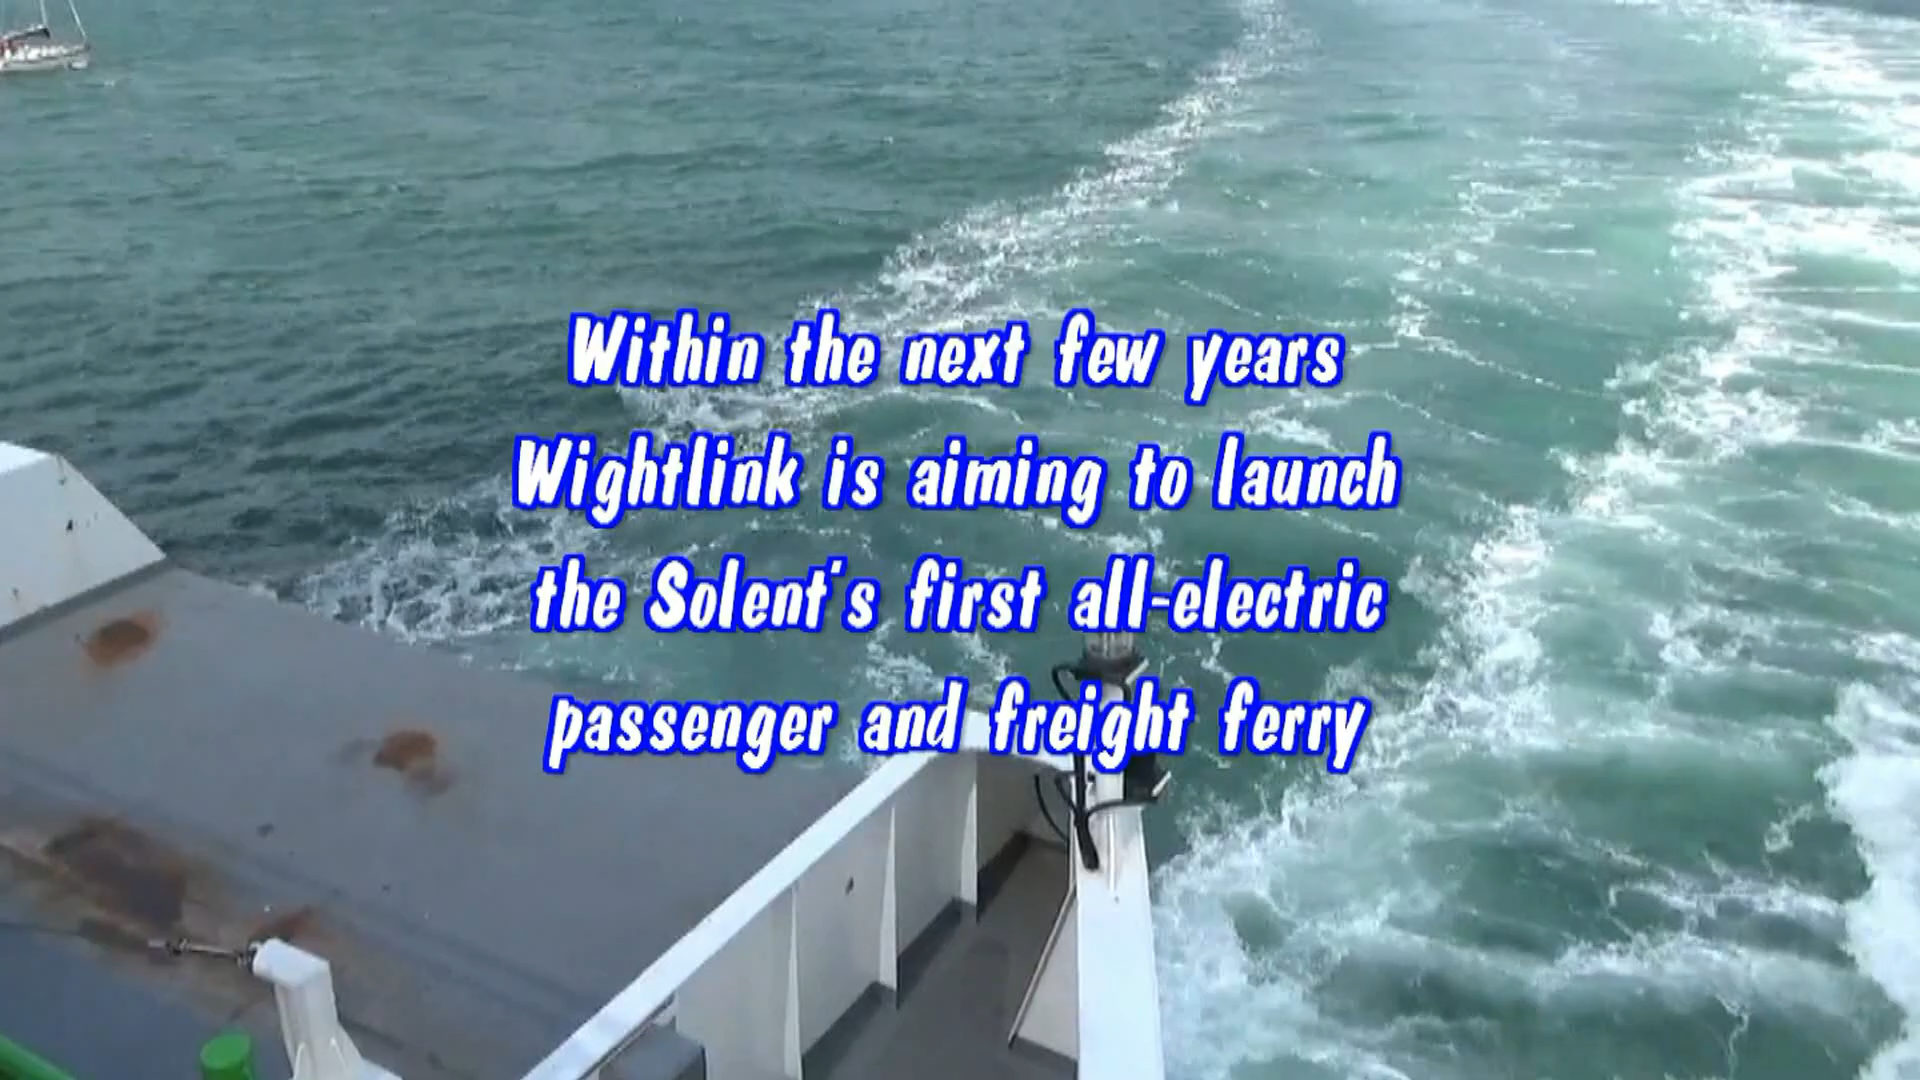 Within the next few years
Wightlink is aiming to launch
the Solent's first all-electric
passenger and freight ferry